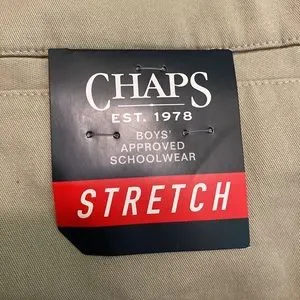 CHAPS
EST. 1978
BOYS'
APPROVED
SCHOOLWEAR
STRETCH